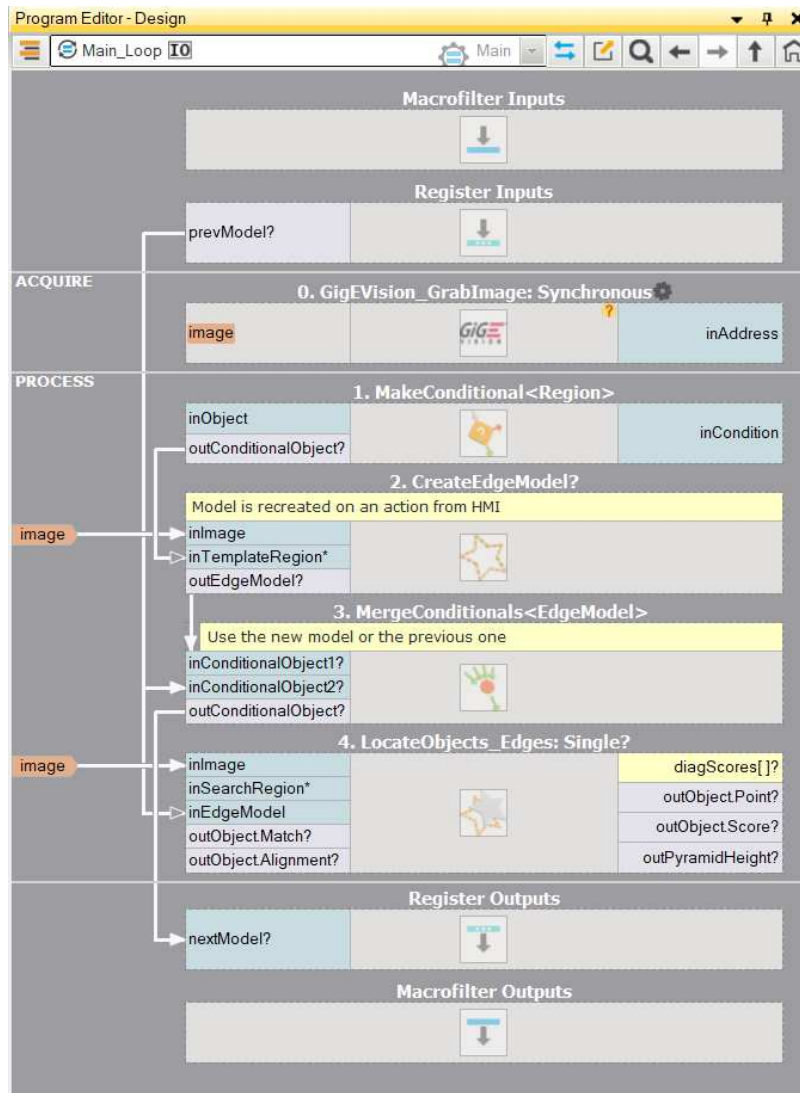 Program Editor - Design
Main_Loop IO Main
Macrofilter Inputs
Register Inputs
prevModel?
ACQUIRE
0. GigEVision_GrabImage: Synchronous
?
image GiGE VISION inAddress
PROCESS
1. MakeConditional<Region>
inObject
inCondition
outConditionalObject?
2. CreateEdgeModel?
Model is recreated on an action from HMI
image inImage
inTemplateRegion*
outEdgeModel?
3. MergeConditionals<EdgeModel>
Use the new model or the previous one
inConditionalObject1?
inConditionalObject2?
outConditionalObject?
4. LocateObjects_Edges: Single?
image inImage diagScores[ ]?
inSearchRegion* outObject.Point?
inEdgeModel outObject.Score?
outObject.Match? outPyramidHeight?
outObject.Alignment?
Register Outputs
nextModel?
Macrofilter Outputs